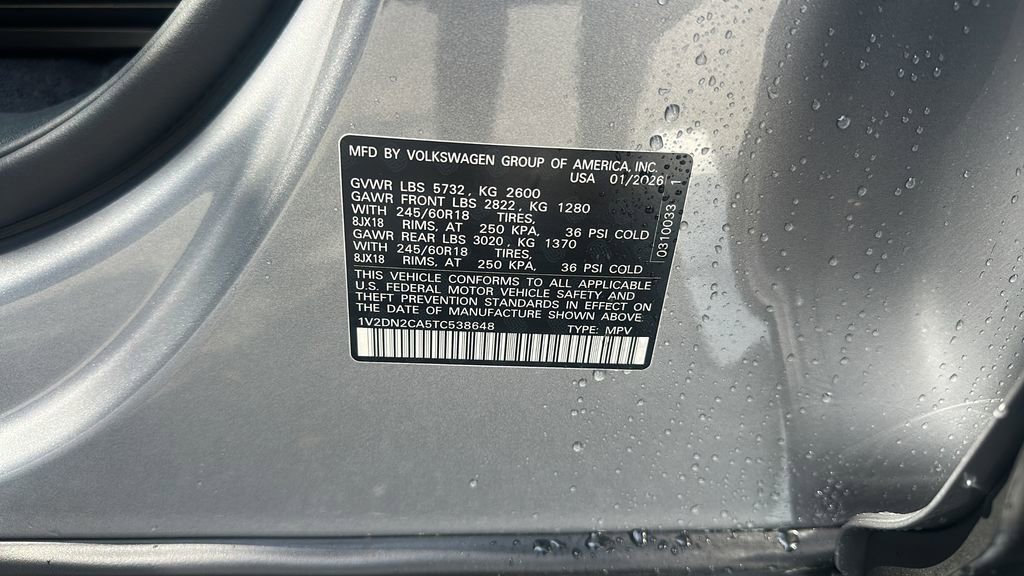 MFD BY VOLKSWAGEN GROUP OF AMERICA, INC.
USA 01/2026
GVWR LBS 5732, KG 2600
GAWR FRONT LBS 2822, KG 1280
WITH 245/60R18 TIRES,
8JX18 RIMS, AT 250 KPA, 36 PSI COLD
GAWR REAR LBS 3020, KG 1370
WITH 245/60R18 TIRES,
8JX18 RIMS, AT 250 KPA, 36 PSI COLD
THIS VEHICLE CONFORMS TO ALL APPLICABLE
U.S. FEDERAL MOTOR VEHICLE SAFETY AND
THEFT PREVENTION STANDARDS IN EFFECT ON
THE DATE OF MANUFACTURE SHOWN ABOVE
1V2DN2CA5TC538648 TYPE: MPV
0310033 1